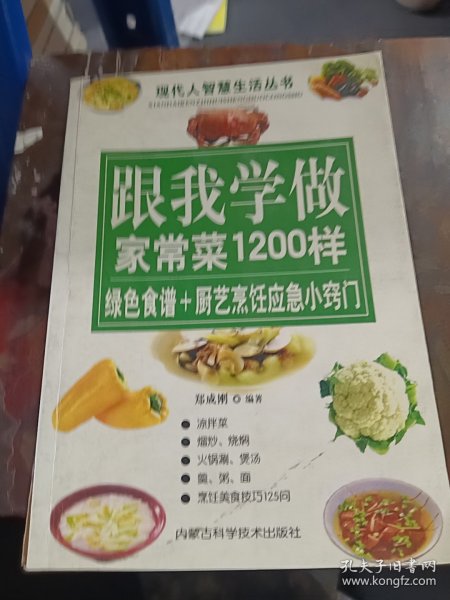 现代人智慧生活丛书
XIANDAIRENZHIHUISHENGHUOCONGSHU
跟我学做
家常菜1200样
绿色食谱+厨艺烹饪应急小窍门
郑成刚 编著
● 凉拌菜
● 熘炒、烧焖
● 火锅涮、煲汤
● 羹、粥、面
● 烹饪美食技巧125问
内蒙古科学技术出版社
孔夫子旧书网
www.kongfz.com